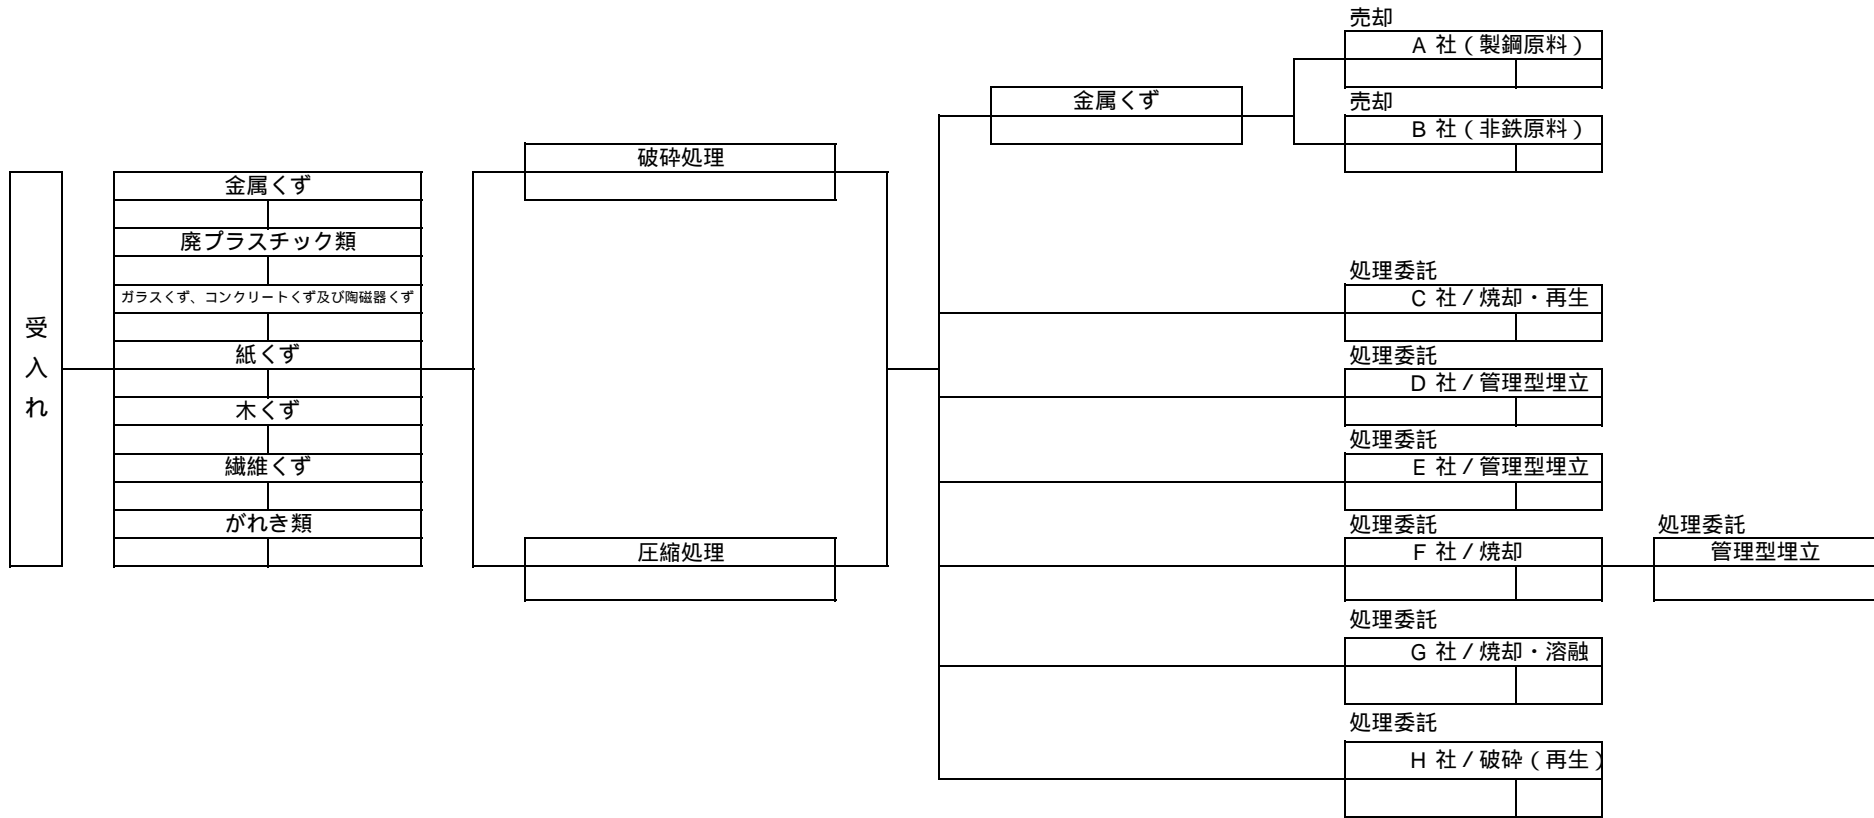 受入れ
金属くず
廃プラスチック類
ガラスくず、コンクリートくず及び陶磁器くず
紙くず
木くず
繊維くず
がれき類
破砕処理
圧縮処理
金属くず
売却
A 社（製鋼原料）
売却
B 社（非鉄原料）
処理委託
C 社 / 焼却・再生
処理委託
D 社 / 管理型埋立
処理委託
E 社 / 管理型埋立
処理委託
F 社 / 焼却
処理委託
管理型埋立
処理委託
G 社 / 焼却・溶融
処理委託
H 社 / 破砕（再生）